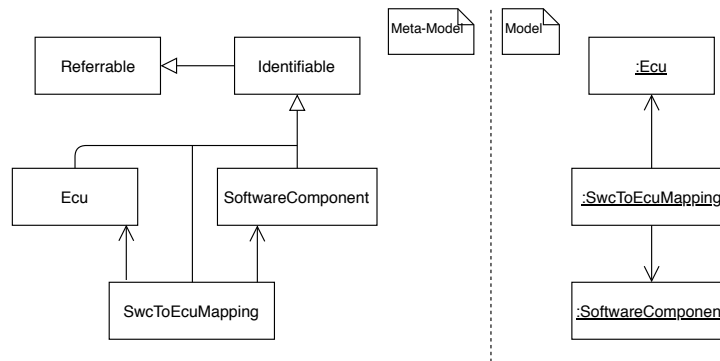 Meta-Model
Model
Referrable
Identifiable
:Ecu
Ecu
SoftwareComponent
:SwcToEcuMapping
SwcToEcuMapping
:SoftwareComponen